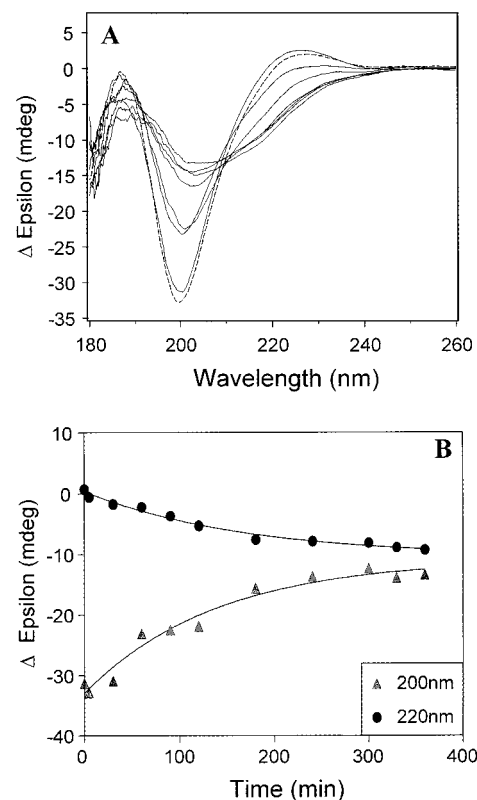 A
5
0
-5
-10
-15
-20
-25
-30
-35
Δ Epsilon (mdeg)
180 200 220 240 260
Wavelength (nm)
B
10
0
-10
-20
-30
-40
Δ Epsilon (mdeg)
200nm
220nm
0 100 200 300 400
Time (min)